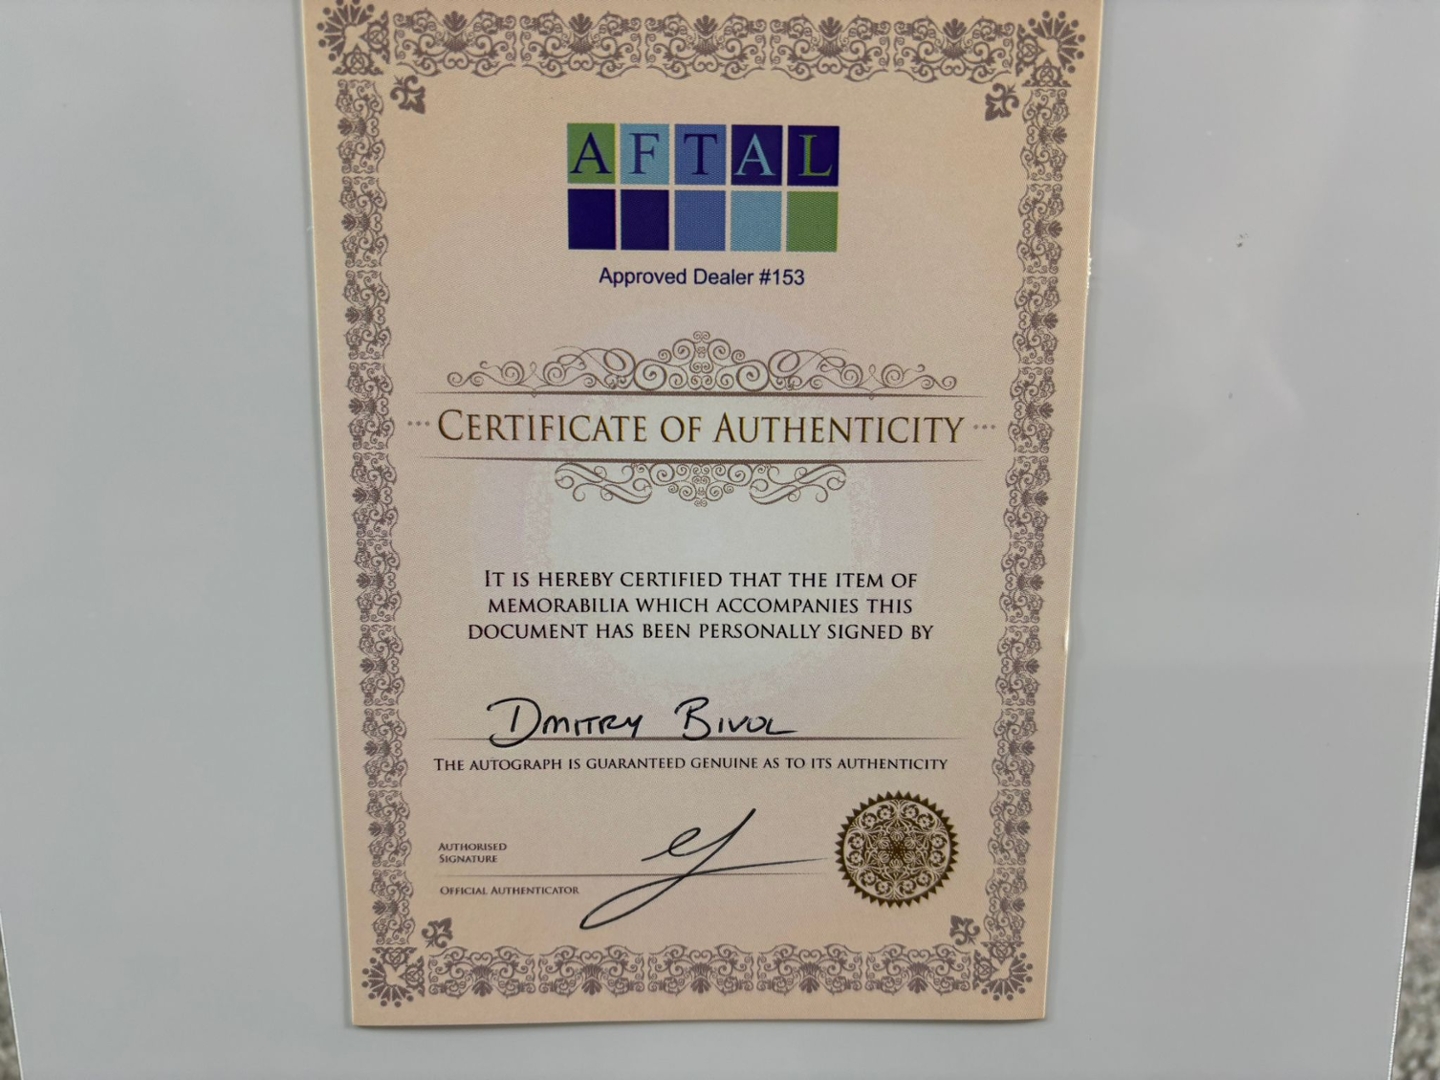 AFTAL
Approved Dealer #153
CERTIFICATE OF AUTHENTICITY
IT IS HEREBY CERTIFIED THAT THE ITEM OF
MEMORABILIA WHICH ACCOMPANIES THIS
DOCUMENT HAS BEEN PERSONALLY SIGNED BY
DMITRY BIVOL
THE AUTOGRAPH IS GUARANTEED GENUINE AS TO ITS AUTHENTICITY
AUTHORISED
SIGNATURE
OFFICIAL AUTHENTICATOR